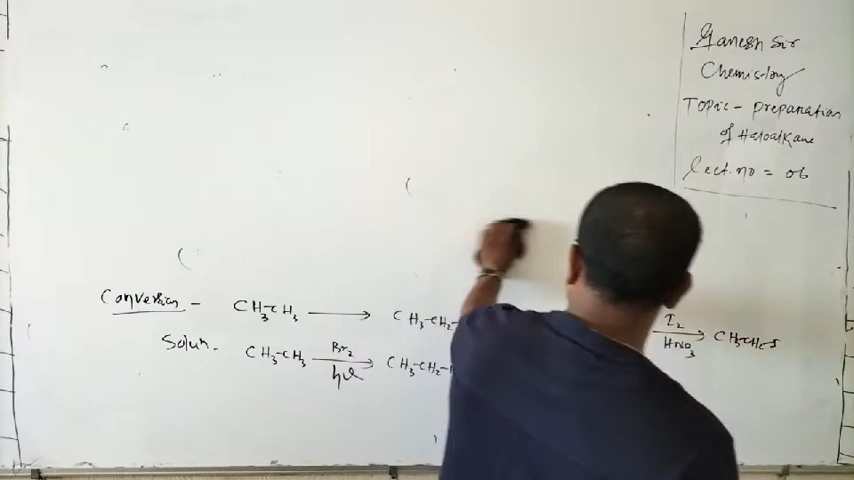 Ganesh Sir
Chemistry
Topic - preparation
of Haloalkane
Lect. no = 06
Conversion - CH3-CH3 → CH3-CH2-
Solun. CH3-CH3 Br2 hν → CH3-CH2- I2 HNO3 → CH3-CH2-I